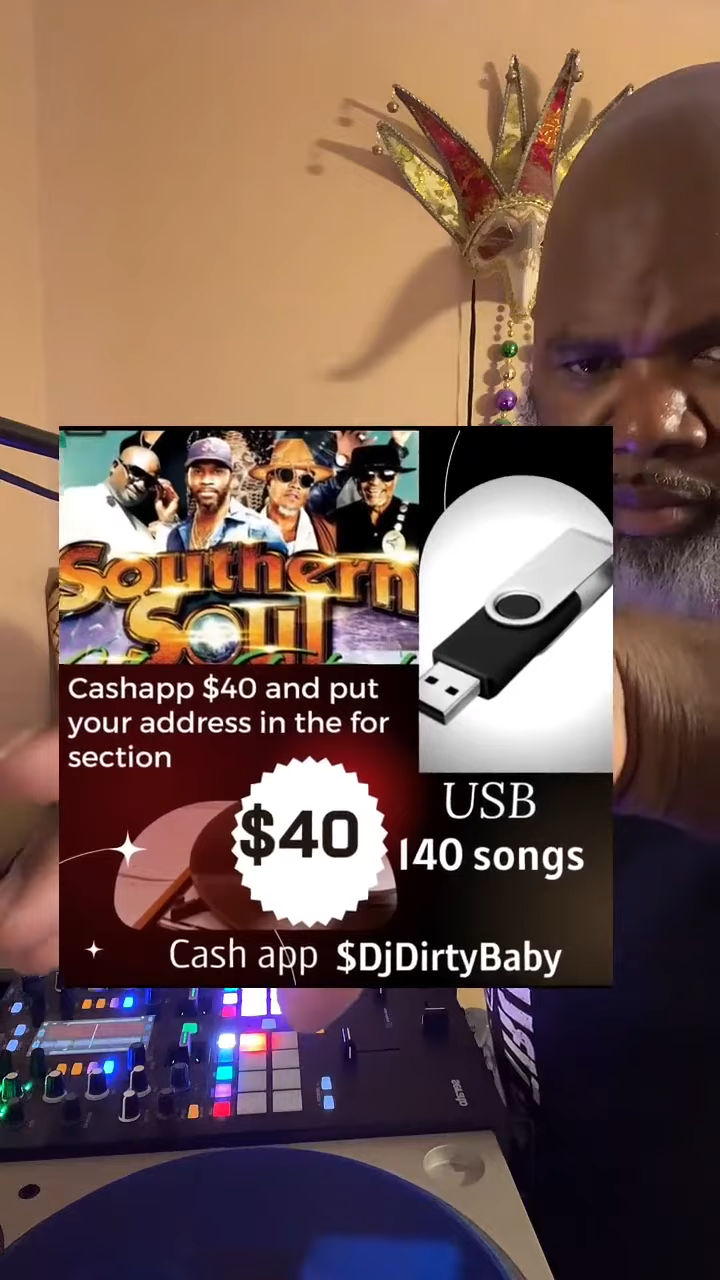 Southern
Soul
Cashapp $40 and put
your address in the for
section
$40
USB
140 songs
Cash app $DjDirtyBaby